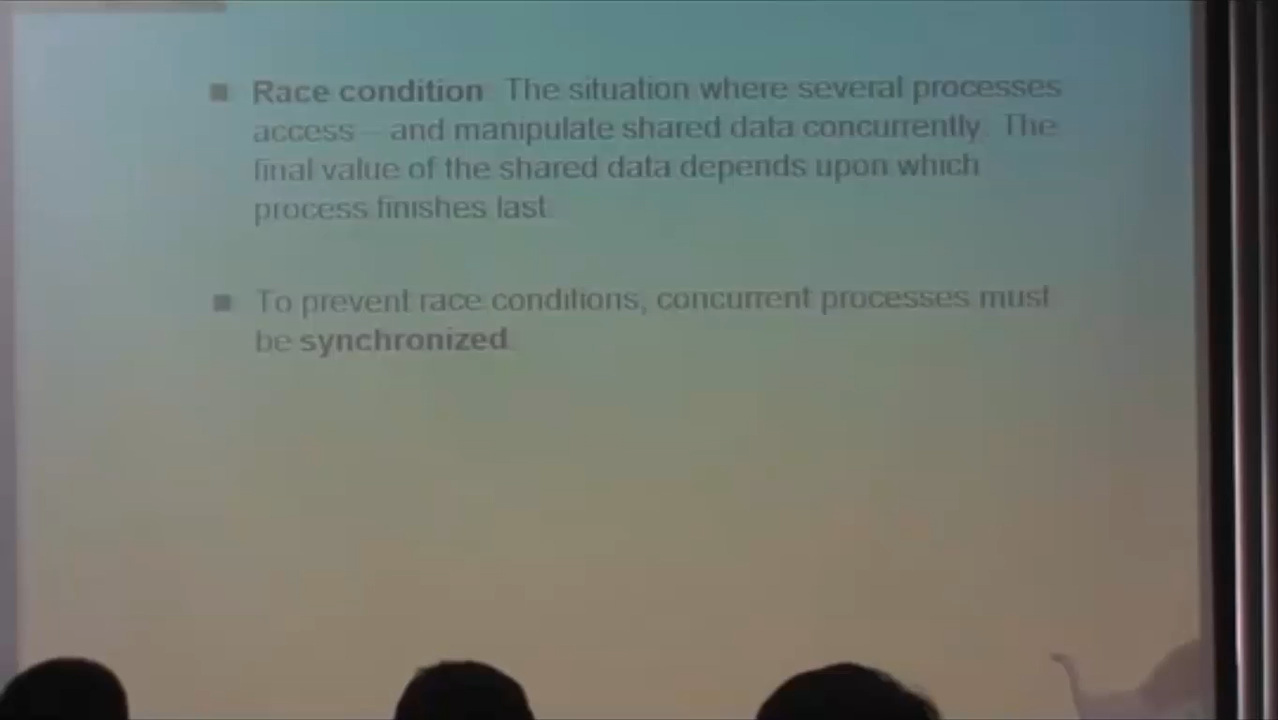 ■ Race condition: The situation where several processes
access – and manipulate shared data concurrently. The
final value of the shared data depends upon which
process finishes last.
■ To prevent race conditions, concurrent processes must
be synchronized.